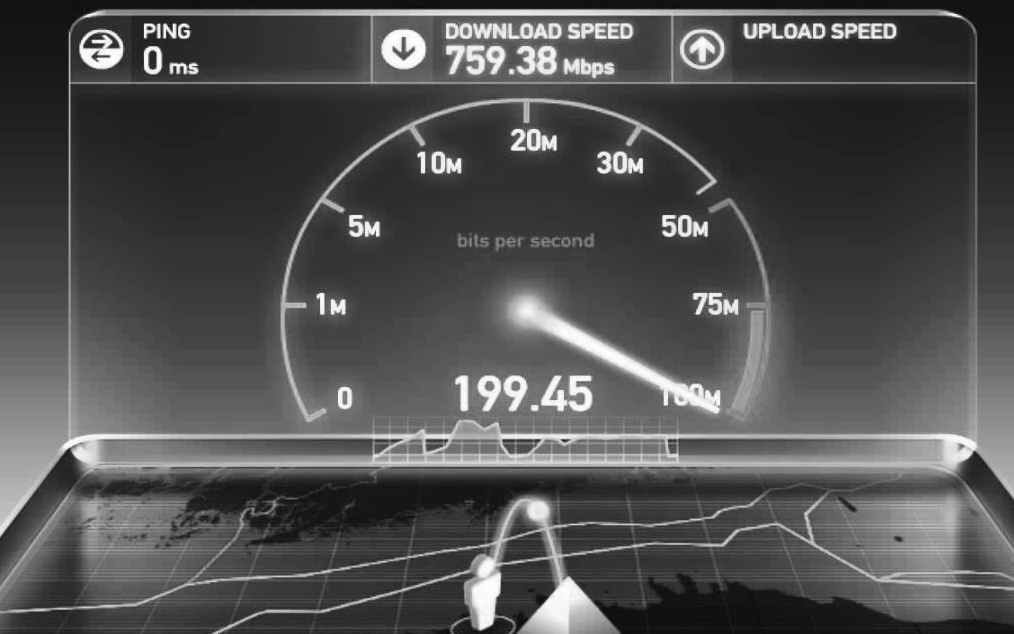 PING
0 ms
DOWNLOAD SPEED
759.38 Mbps
UPLOAD SPEED
20M
10M
30M
5M
50M
bits per second
1M
75M
0
199.45
100M